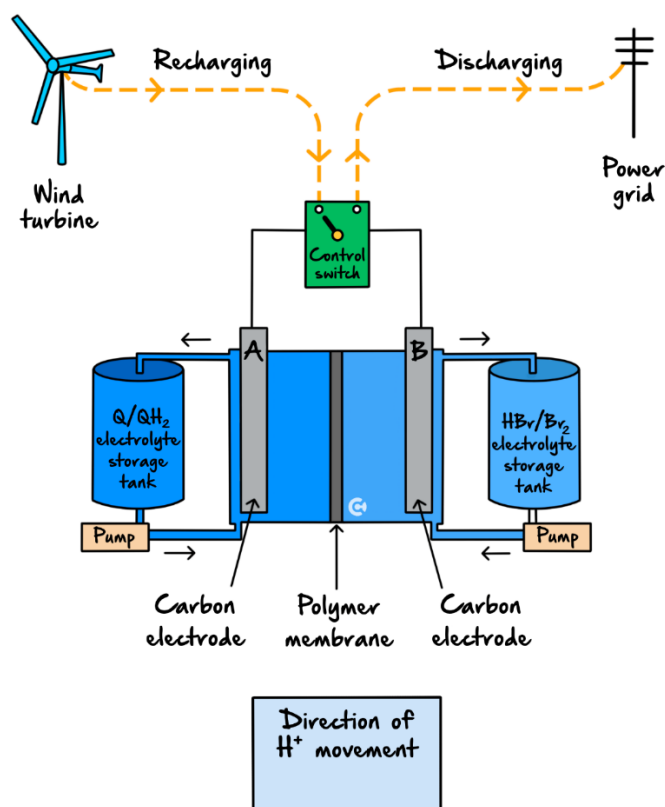 Recharging
Discharging
Wind
turbine
Power
grid
Control
switch
A
B
Q/QH₂
electrolyte
storage
tank
HBr/Br₂
electrolyte
storage
tank
Pump
Pump
Carbon
electrode
Polymer
membrane
Carbon
electrode
Direction of
H⁺ movement